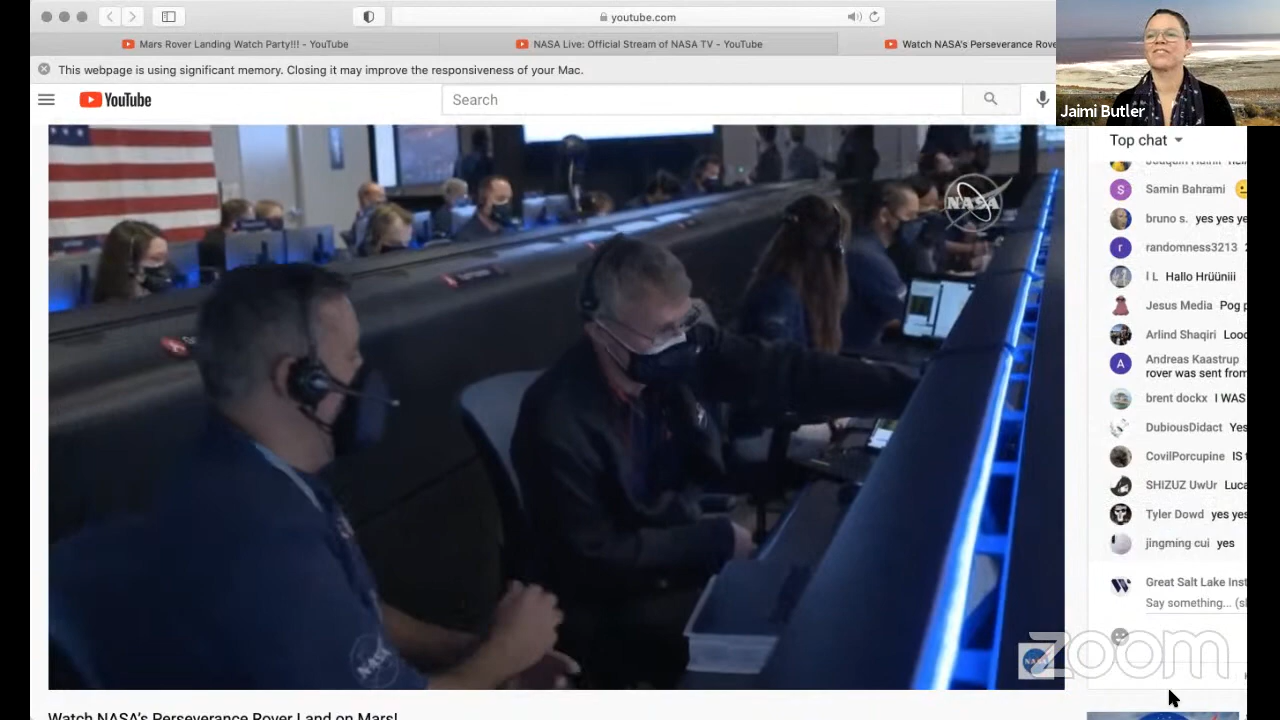 youtube.com
Mars Rover Landing Watch Party!!! - YouTube
NASA Live: Official Stream of NASA TV - YouTube
Watch NASA's Perseverance Rove
This webpage is using significant memory. Closing it may improve the responsiveness of your Mac.
YouTube
Search
Jaimi Butler
Top chat
Samin Bahrami
bruno s. yes yes ye
randomness3213
I L Hallo Hrüüniii
Jesus Media Pog p
Arlind Shaqiri Looo
Andreas Kaastrup
rover was sent from
brent dockx I WAS
DubiousDidact Yes
CovilPorcupine IS
SHIZUZ UwUr Luca
Tyler Dowd yes yes
jingming cui yes
Great Salt Lake Inst
Say something... (sl
NASA
NASA
NASA
zoom
Watch NASA's Perseverance Rover Land on Mars!